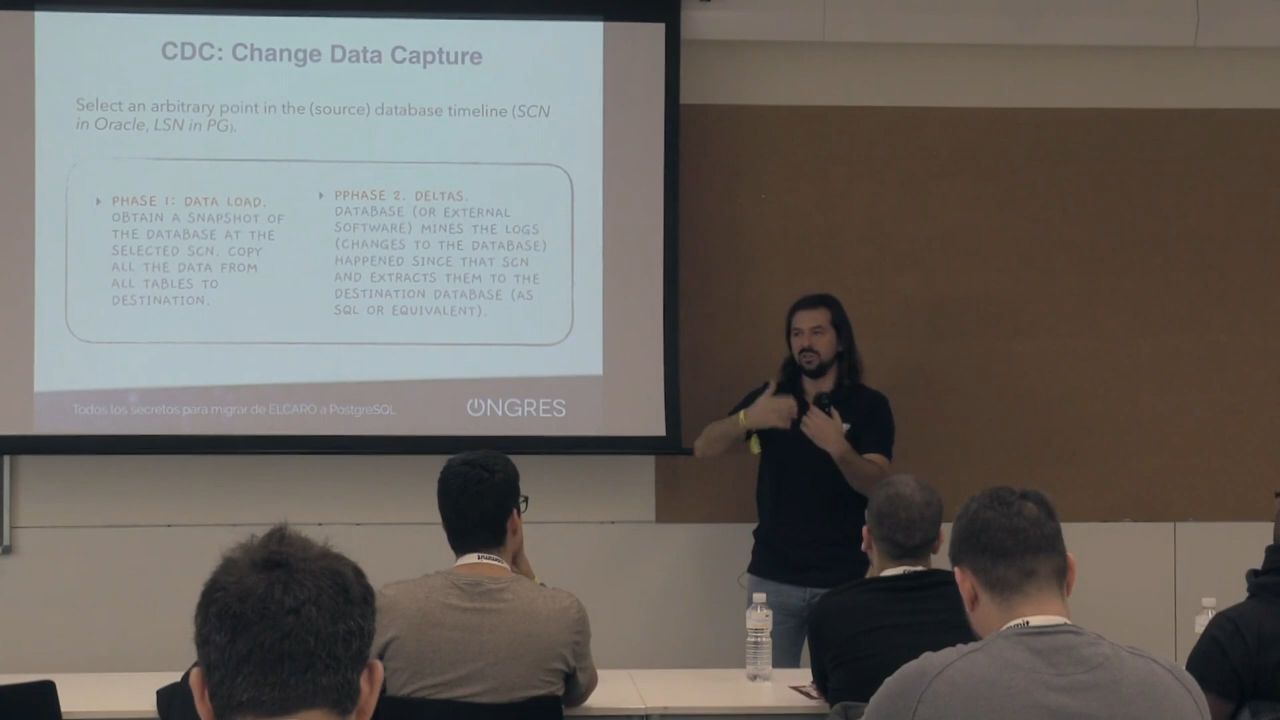 CDC: Change Data Capture
Select an arbitrary point in the (source) database timeline (SCN
in Oracle, LSN in PG).
PHASE 1: DATA LOAD.
OBTAIN A SNAPSHOT OF
THE DATABASE AT THE
SELECTED SCN. COPY
ALL THE DATA FROM
ALL TABLES TO
DESTINATION.
PPHASE 2. DELTAS.
DATABASE (OR EXTERNAL
SOFTWARE) MINES THE LOGS
(CHANGES TO THE DATABASE)
HAPPENED SINCE THAT SCN
AND EXTRACTS THEM TO THE
DESTINATION DATABASE (AS
SQL OR EQUIVALENT).
Todos los secretos para migrar de ELCARO a PostgreSQL
ONGRES